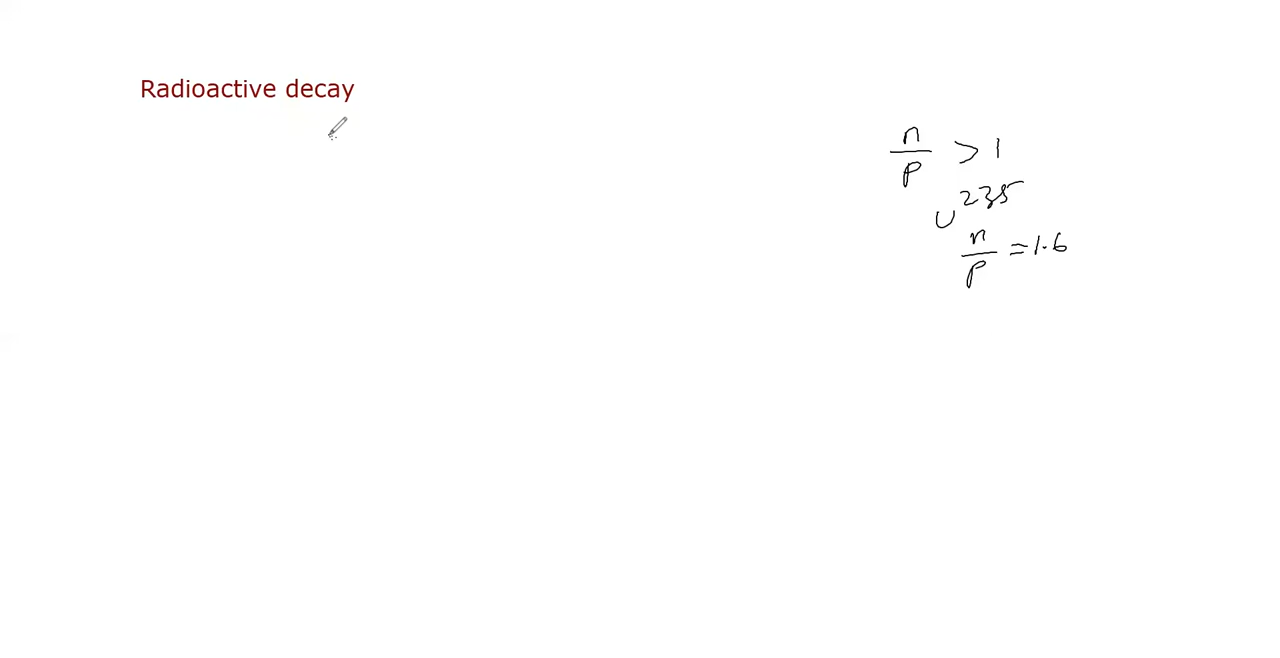 Radioactive decay
n/p > 1
U²³⁵
n/p = 1.6